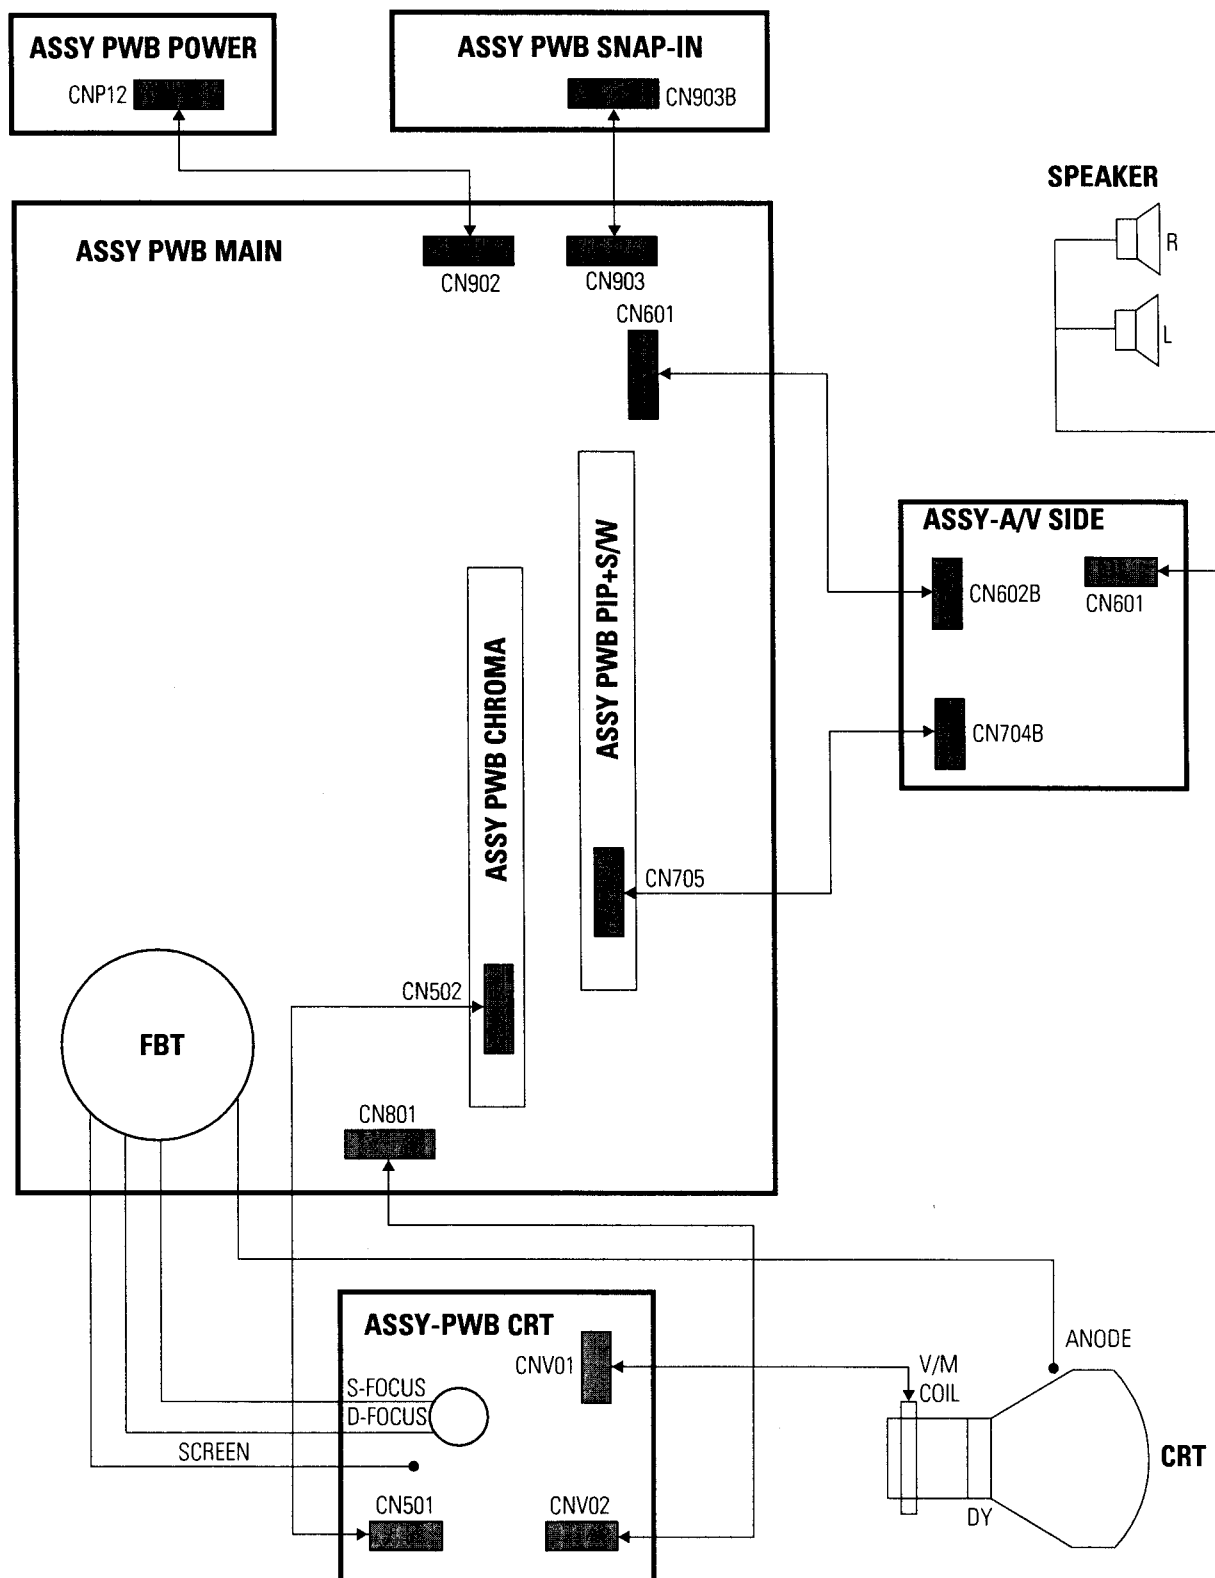 ASSY PWB POWER
CNP12
ASSY PWB SNAP-IN
CN903B
SPEAKER
R
L
ASSY PWB MAIN
CN902
CN903
CN601
ASSY-A/V SIDE
CN602B
CN601
CN704B
ASSY PWB PIP+S/W
CN705
ASSY PWB CHROMA
CN502
FBT
CN801
ASSY-PWB CRT
CNV01
S-FOCUS
D-FOCUS
SCREEN
CN501
CNV02
V/M
COIL
ANODE
CRT
DY